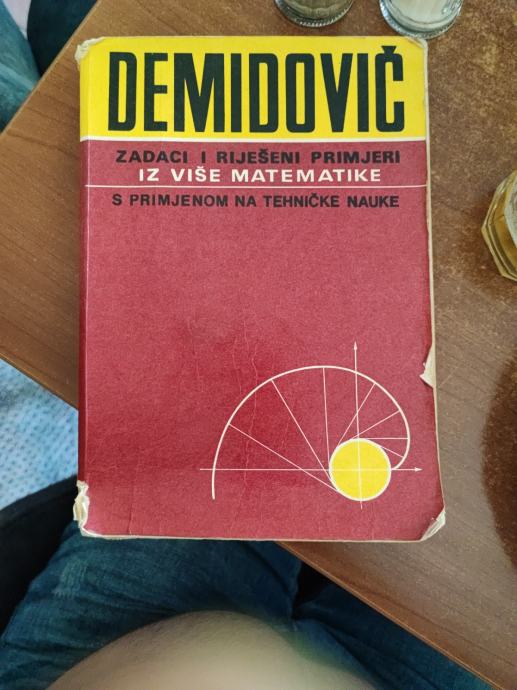 DEMIDOVIČ
ZADACI I RIJEŠENI PRIMJERI
IZ VIŠE MATEMATIKE
S PRIMJENOM NA TEHNIČKE NAUKE